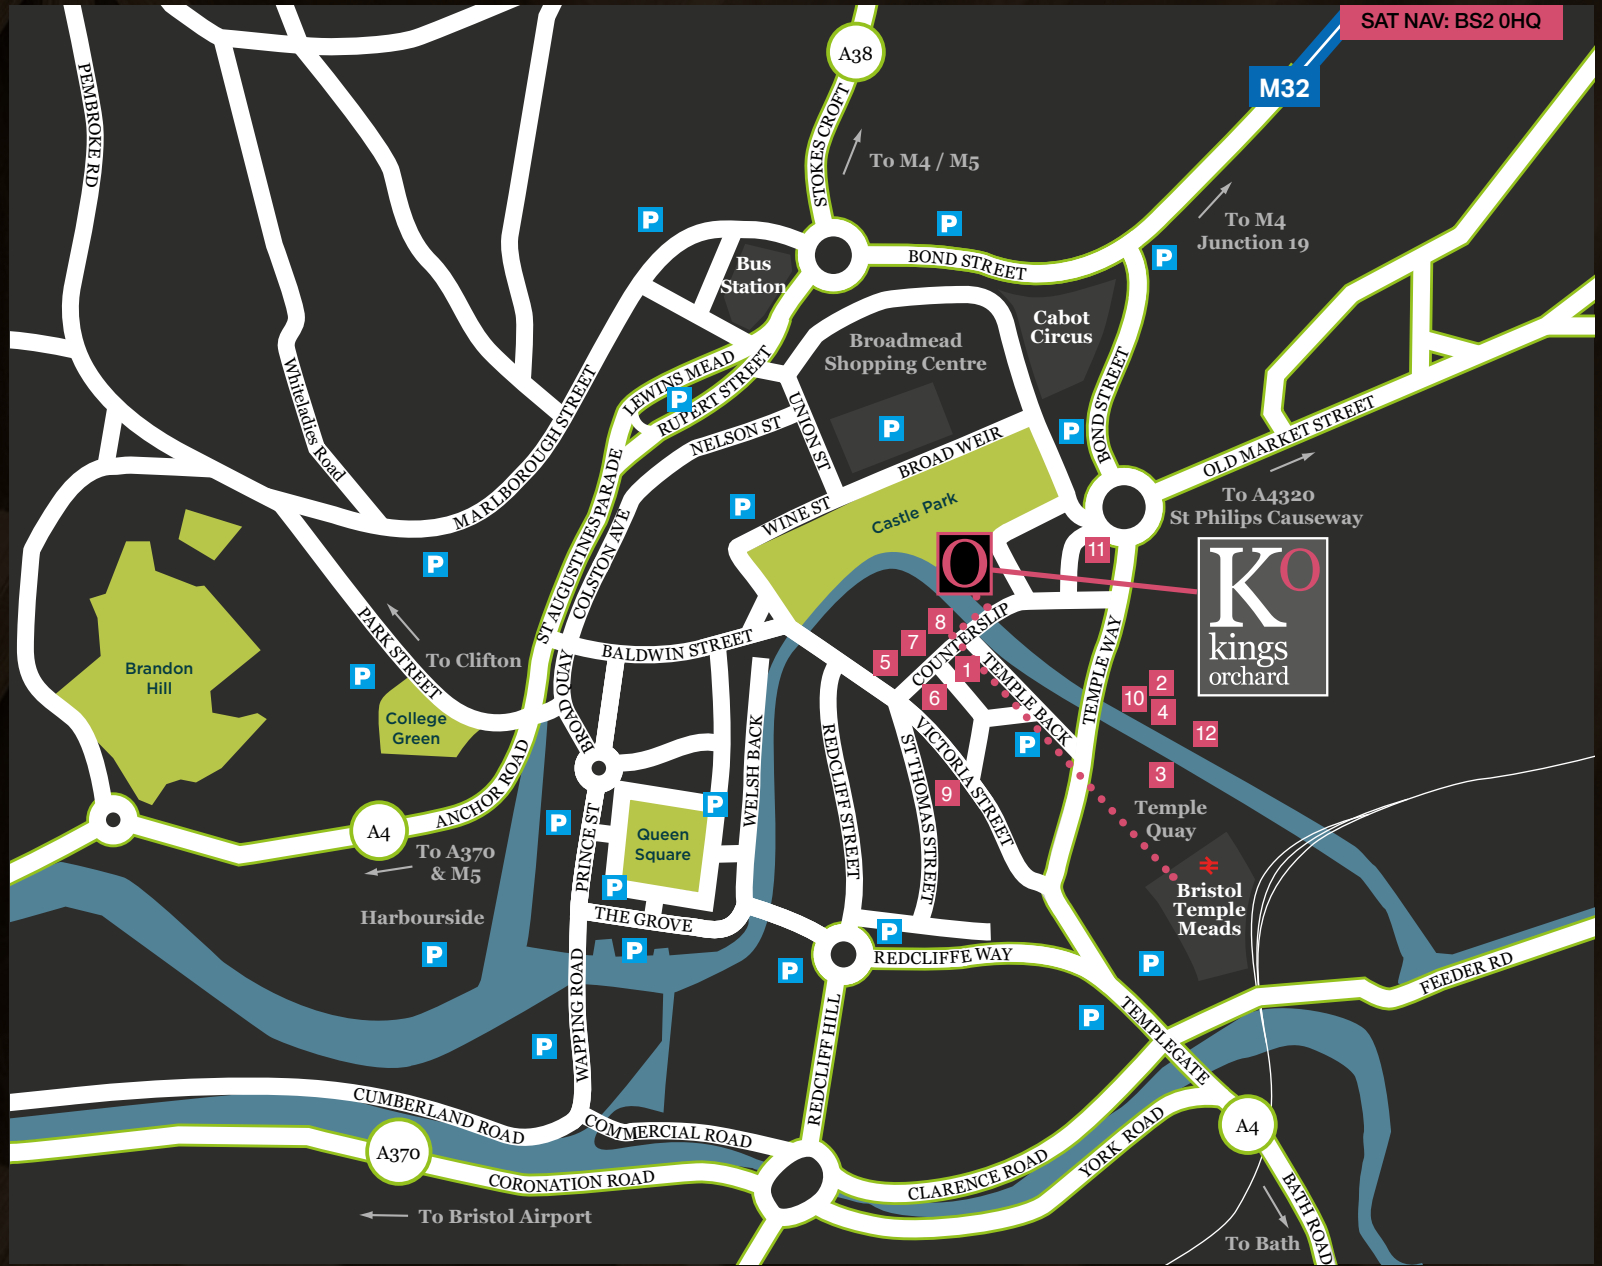 SAT NAV: BS2 0HQ
A38
M32
PEMBROKE RD
STOKES CROFT
To M4 / M5
To M4
Junction 19
P
P
P
BOND STREET
Bus
Station
Cabot
Circus
Broadmead
Shopping Centre
LEWINS MEAD
RUPERT STREET
P
Whiteladies Road
MARLBOROUGH STREET
NELSON ST
UNION ST
P
P
BOND STREET
BROAD WEIR
OLD MARKET STREET
To A4320
St Philips Causeway
P
WINE ST
Castle Park
ST AUGUSTINES PARADE
COLSTON AVE
P
O
11
KO
kings
orchard
PARK STREET
To Clifton
Brandon
Hill
P
College
Green
BALDWIN STREET
BROAD QUAY
8
7
5
COUNTERSLIP
1
6
TEMPLE BACK
TEMPLE WAY
2
10
4
12
3
P
Temple
Quay
WELSH BACK
REDCLIFF STREET
ST THOMAS STREET
VICTORIA STREET
9
ANCHOR ROAD
A4
To A370
& M5
P
PRINCE ST
Queen
Square
P
P
THE GROVE
P
Harbourside
P
Bristol
Temple
Meads
P
P
REDCLIFFE WAY
P
P
FEEDER RD
TEMPLEGATE
WAPPING ROAD
P
REDCLIFF HILL
CUMBERLAND ROAD
COMMERCIAL ROAD
A370
CORONATION ROAD
CLARENCE ROAD
YORK ROAD
A4
BATH ROAD
To Bristol Airport
To Bath